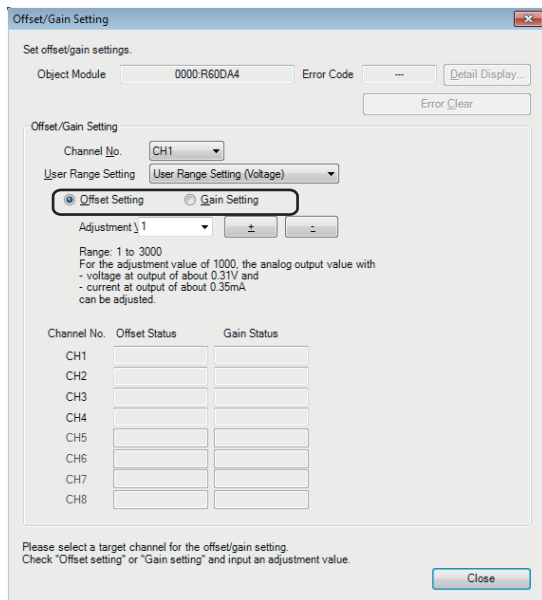 Offset/Gain Setting
Set offset/gain settings.
Object Module 0000:R60DA4 Error Code --- Detail Display...
Error Clear
Offset/Gain Setting
Channel No. CH1
User Range Setting User Range Setting (Voltage)
Offset Setting Gain Setting
Adjustment 1 + -
Range: 1 to 3000
For the adjustment value of 1000, the analog output value with
- voltage at output of about 0.31V and
- current at output of about 0.35mA
can be adjusted.
Channel No. Offset Status Gain Status
CH1
CH2
CH3
CH4
CH5
CH6
CH7
CH8
Please select a target channel for the offset/gain setting.
Check "Offset setting" or "Gain setting" and input an adjustment value.
Close